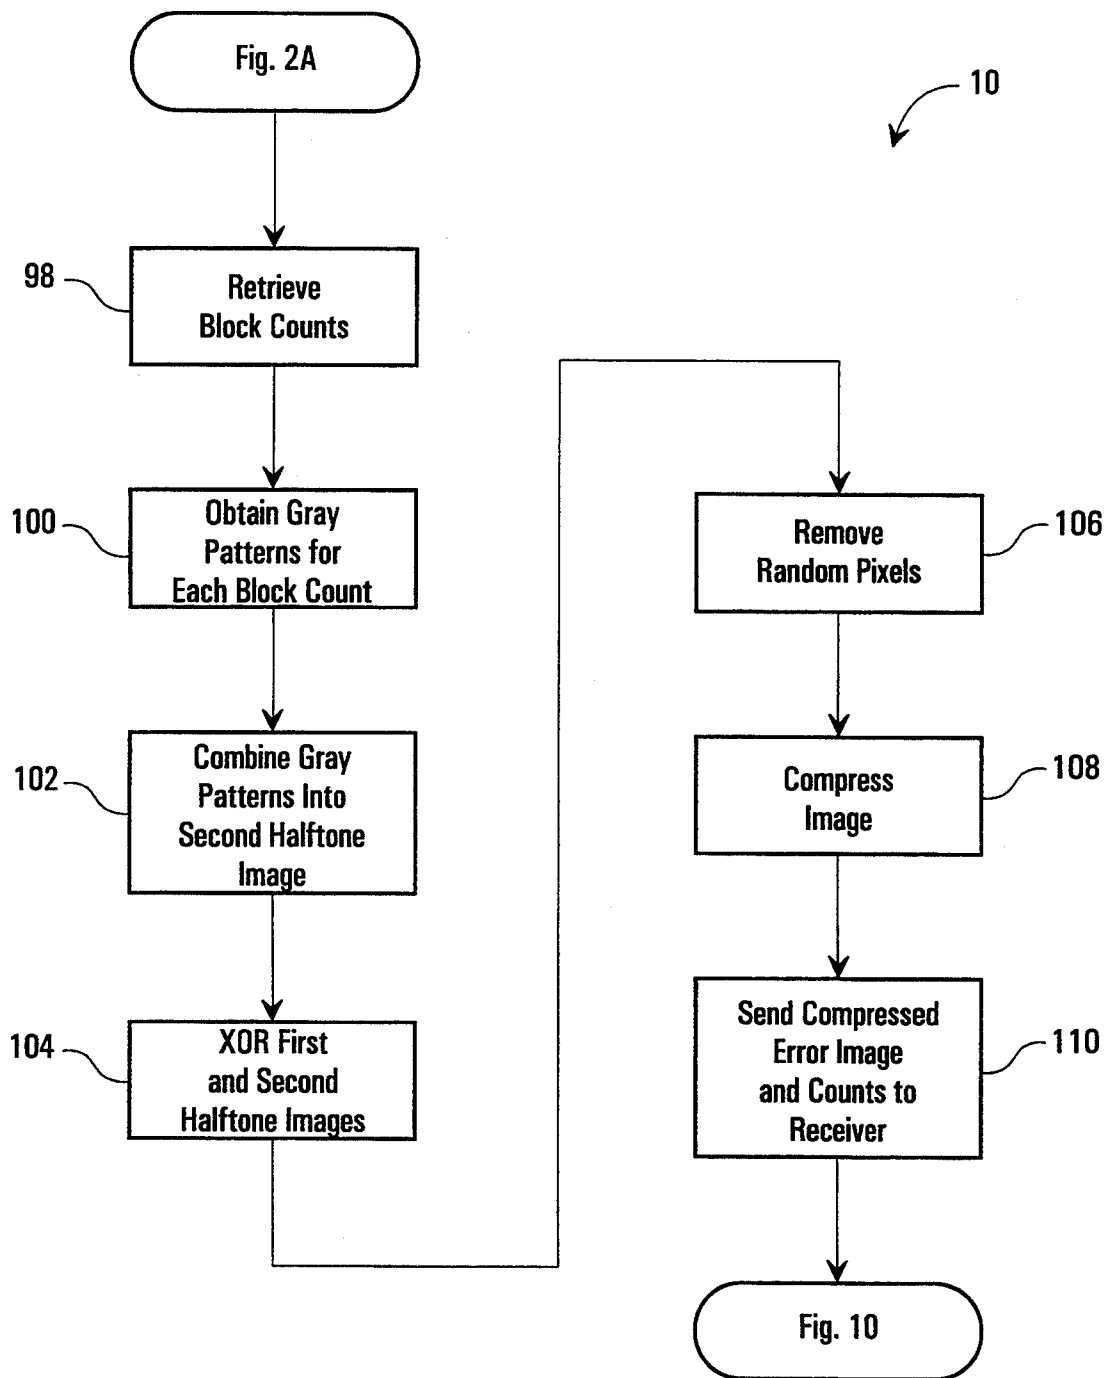 Fig. 2A
10
98
Retrieve
Block Counts
100
Obtain Gray
Patterns for
Each Block Count
102
Combine Gray
Patterns Into
Second Halftone
Image
104
XOR First
and Second
Halftone Images
106
Remove
Random Pixels
108
Compress
Image
110
Send Compressed
Error Image
and Counts to
Receiver
Fig. 10